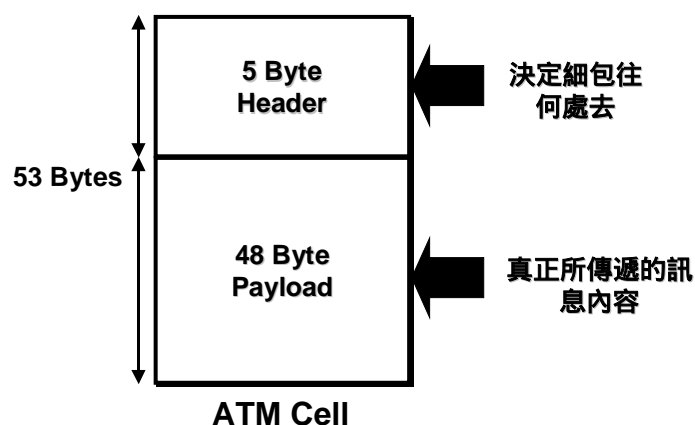 5 Byte
Header
決定細包往
何處去
53 Bytes
48 Byte
Payload
真正所傳遞的訊
息內容
ATM Cell